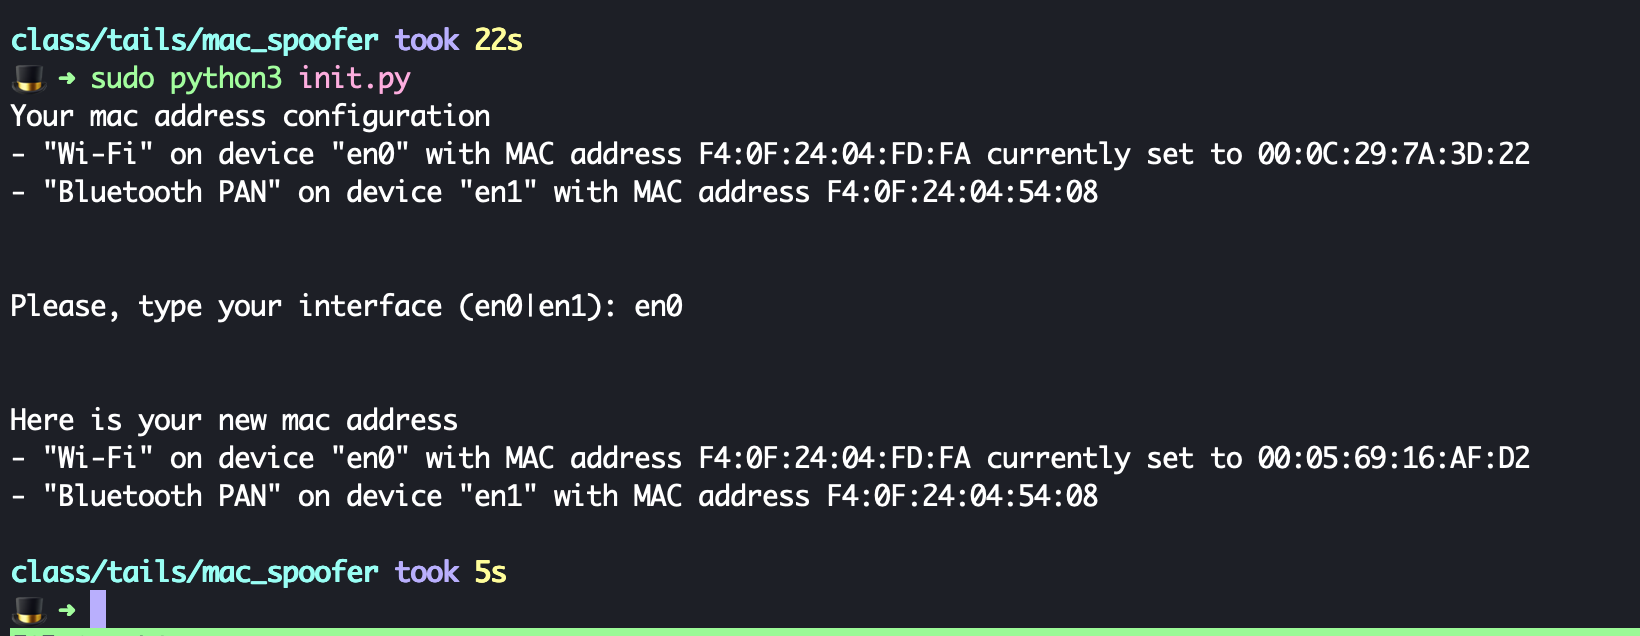 class/tails/mac_spoofer took 22s
🎩 → sudo python3 init.py
Your mac address configuration
- "Wi-Fi" on device "en0" with MAC address F4:0F:24:04:FD:FA currently set to 00:0C:29:7A:3D:22
- "Bluetooth PAN" on device "en1" with MAC address F4:0F:24:04:54:08
Please, type your interface (en0|en1): en0
Here is your new mac address
- "Wi-Fi" on device "en0" with MAC address F4:0F:24:04:FD:FA currently set to 00:05:69:16:AF:D2
- "Bluetooth PAN" on device "en1" with MAC address F4:0F:24:04:54:08
class/tails/mac_spoofer took 5s
🎩 →